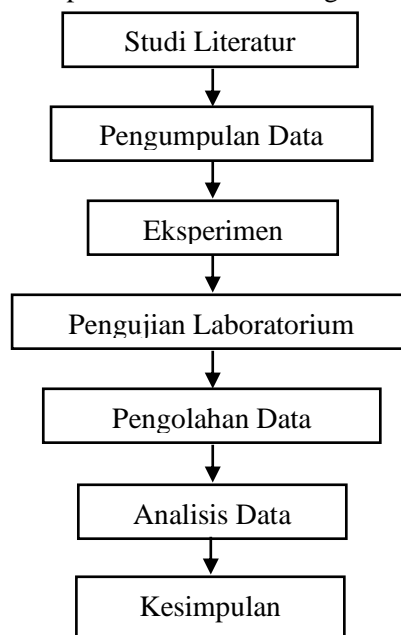 Studi Literatur
Pengumpulan Data
Eksperimen
Pengujian Laboratorium
Pengolahan Data
Analisis Data
Kesimpulan